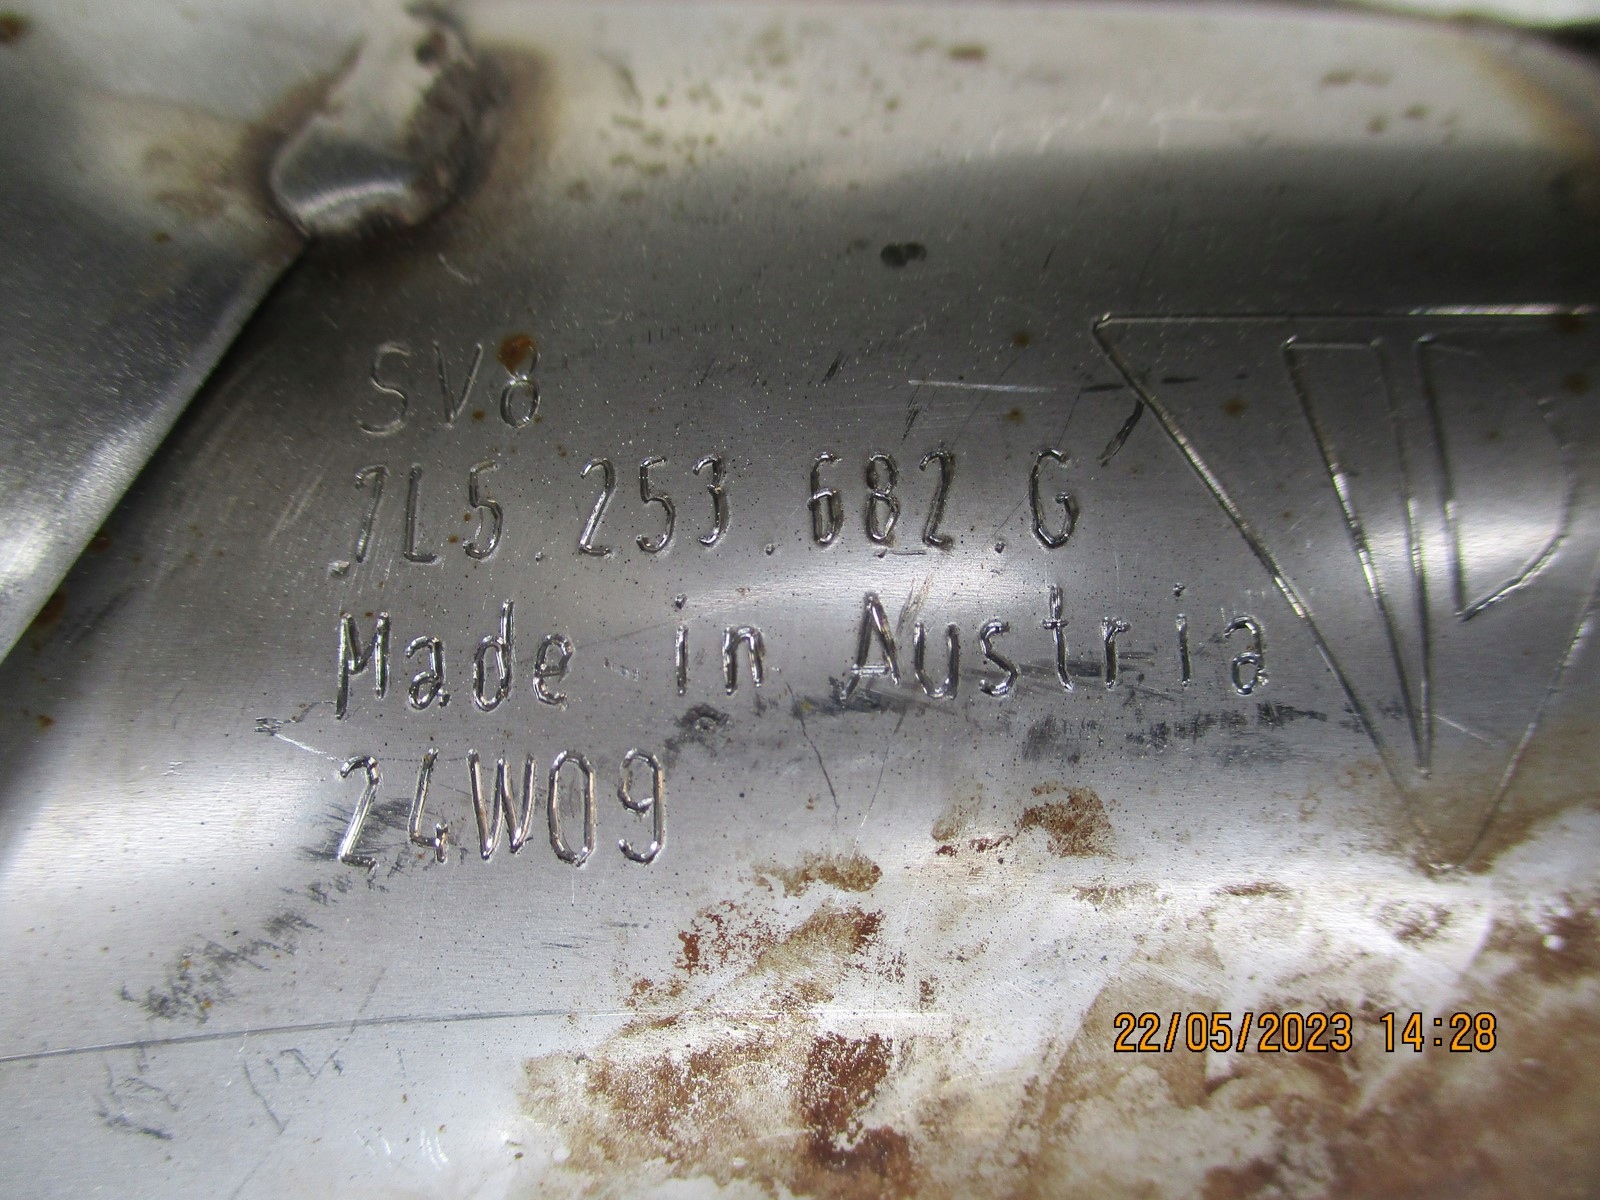 SV8
7L5.253.682.G
Made in Austria
24W09
22/05/2023 14:28